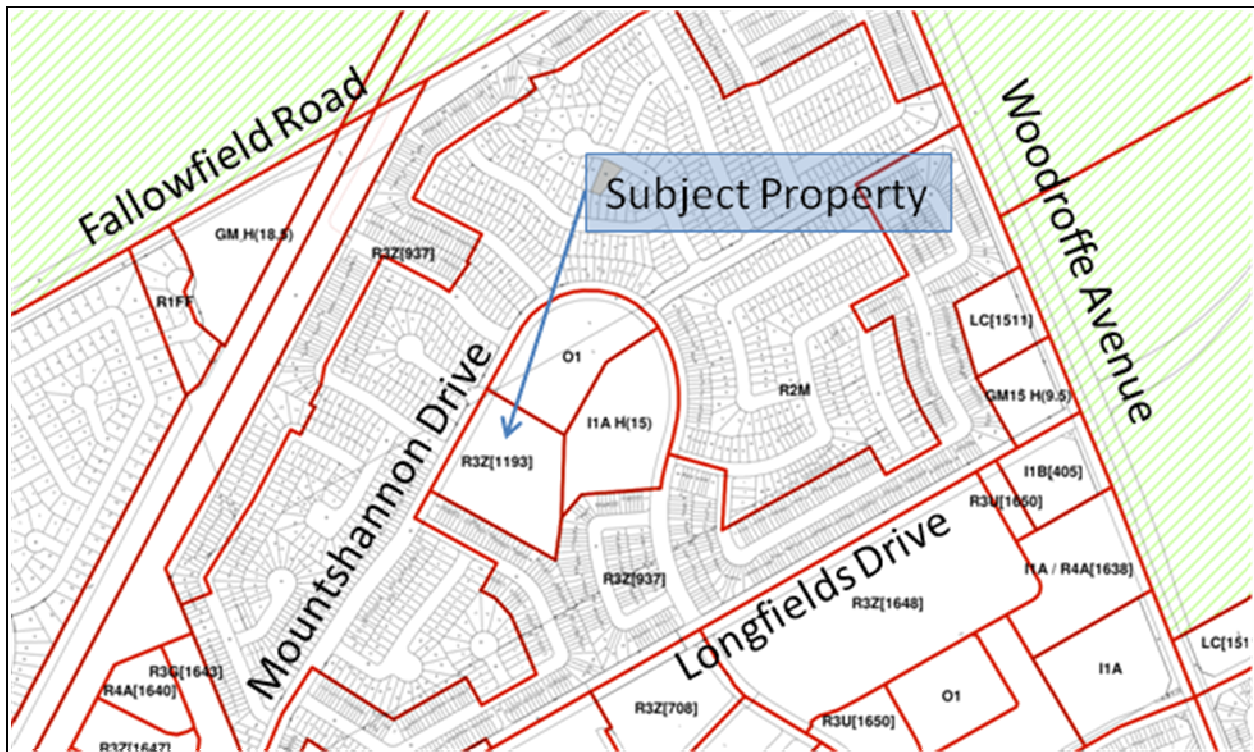 Fallowfield Road
Woodroffe Avenue
Subject Property
GM H(18.5)
R3Z[937]
R1FF
LC[1511]
O1
R2M
GM15 H(9.5)
I1A H(15)
Mountshannon Drive
R3Z[1193]
I1B[405]
R3U[1650]
I1A / R4A[1638]
R3Z[937]
Longfields Drive
R3Z[1648]
LC[151
R3G[1643]
I1A
R4A[1640]
O1
R3Z[708]
R3U[1650]
R3Z[1647]